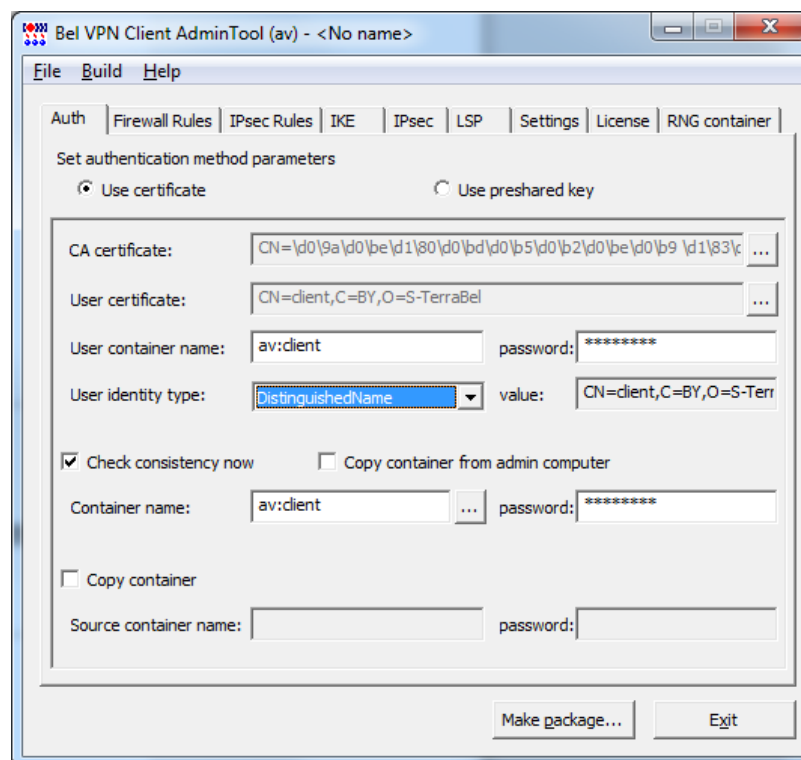 Bel VPN Client AdminTool (av) - <No name>
File Build Help
Auth Firewall Rules IPsec Rules IKE IPsec LSP Settings License RNG container
Set authentication method parameters
Use certificate Use preshared key
CA certificate: CN=\d0\9a\d0\be\d1\80\d0\bd\d0\b5\d0\b2\d0\be\d0\b9 \d1\83\ ...
User certificate: CN=client,C=BY,O=S-TerraBel ...
User container name: av:client password: ********
User identity type: DistinguishedName value: CN=client,C=BY,O=S-Terr
Check consistency now Copy container from admin computer
Container name: av:client ... password: ********
Copy container
Source container name: password:
Make package... Exit